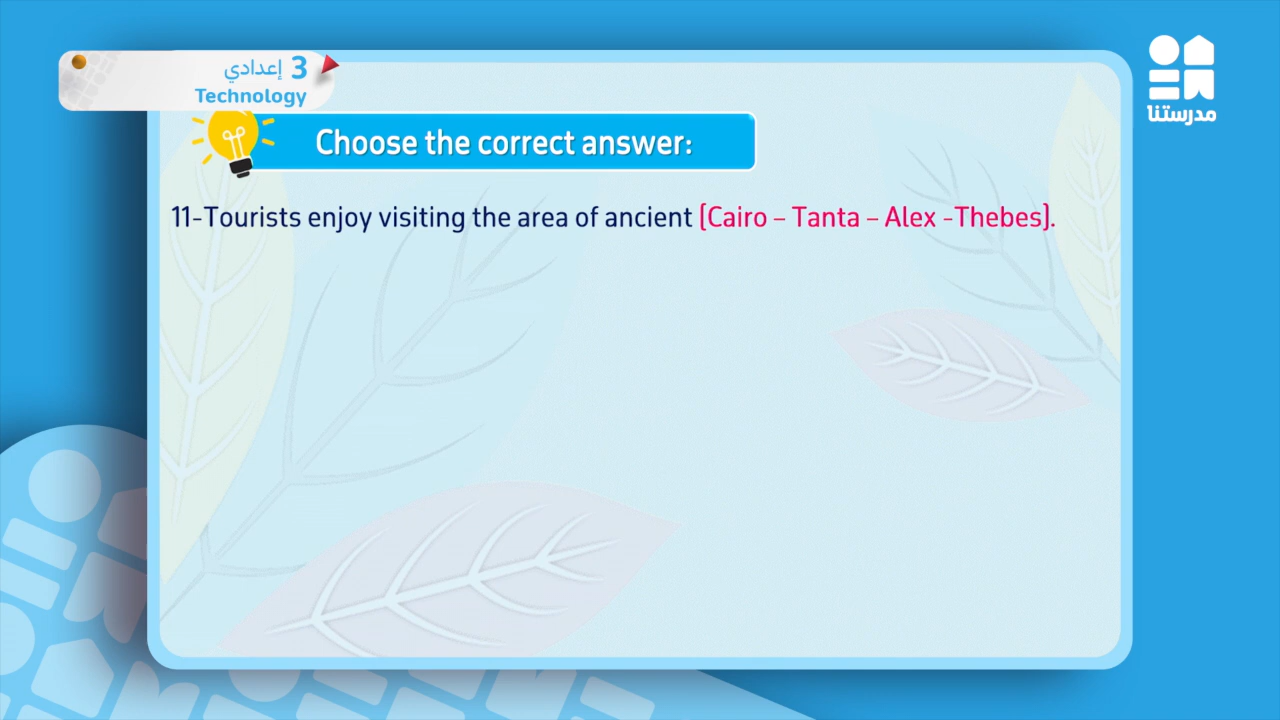 3 إعدادي
Technology
مدرستنا
Choose the correct answer:
11-Tourists enjoy visiting the area of ancient (Cairo – Tanta – Alex -Thebes).